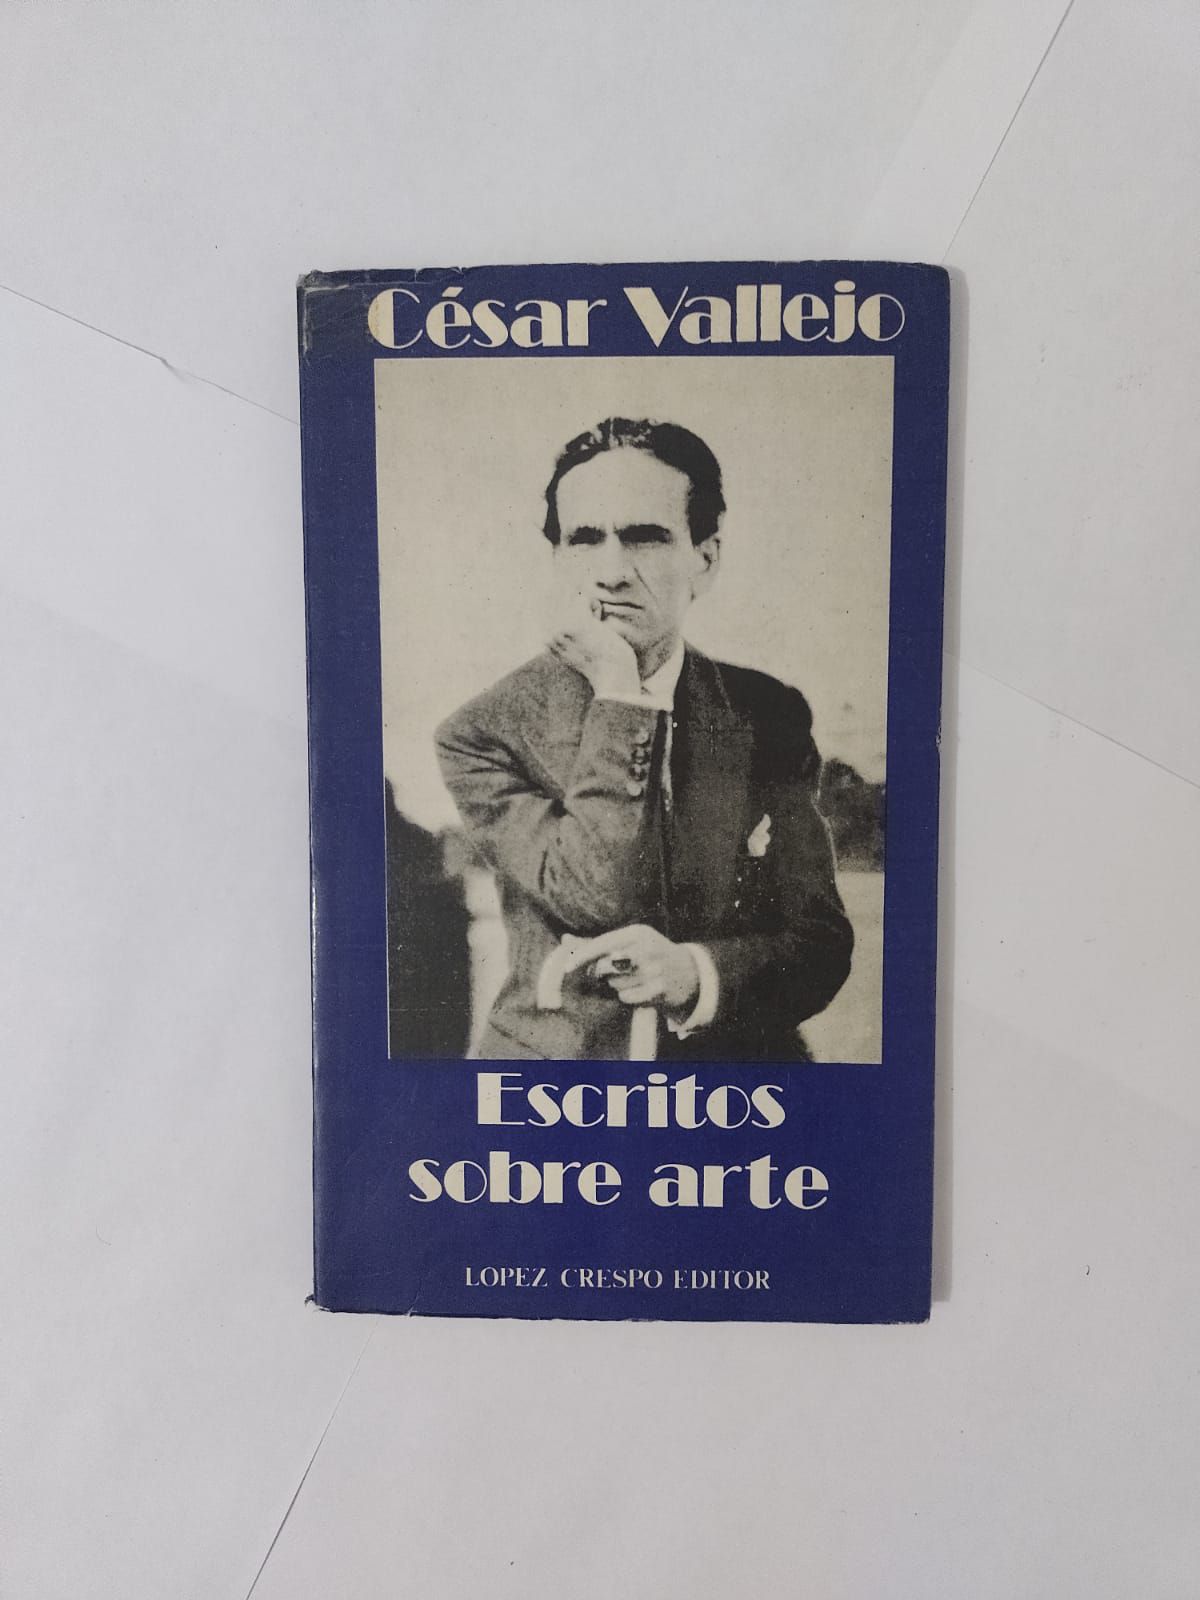 César Vallejo
Escritos
sobre arte
LOPEZ CRESPO EDITOR